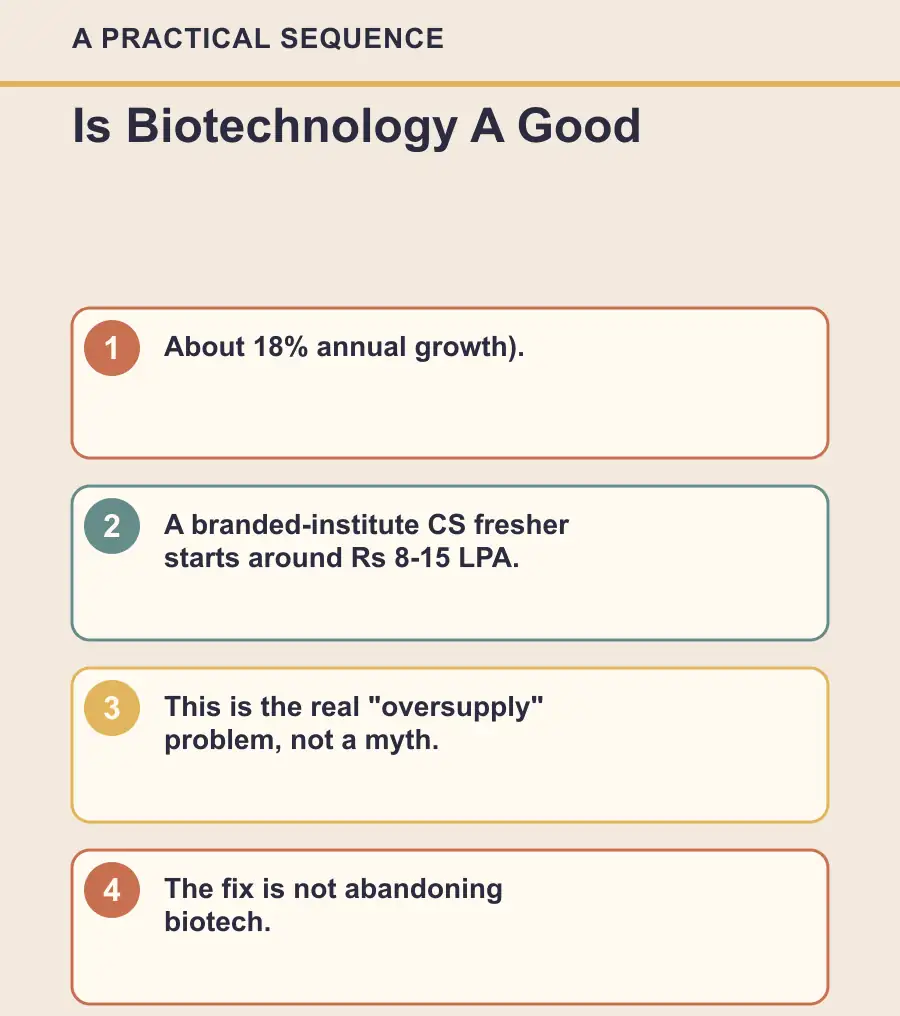 A PRACTICAL SEQUENCE
Is Biotechnology A Good
1
About 18% annual growth).
2
A branded-institute CS fresher
starts around Rs 8-15 LPA.
3
This is the real "oversupply"
problem, not a myth.
4
The fix is not abandoning
biotech.